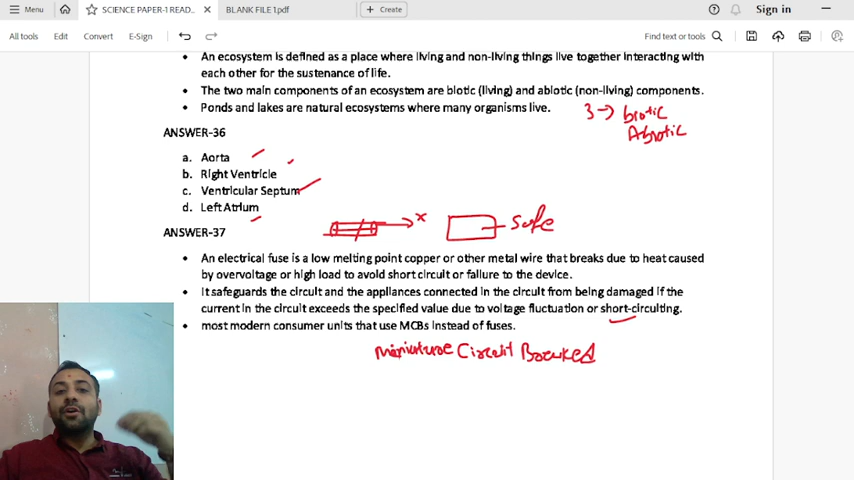 Menu
SCIENCE PAPER-1 READ...
BLANK FILE 1.pdf
Create
Sign in
All tools Edit Convert E-Sign
Find text or tools
An ecosystem is defined as a place where living and non-living things live together interacting with
each other for the sustenance of life.
The two main components of an ecosystem are biotic (living) and abiotic (non-living) components.
Ponds and lakes are natural ecosystems where many organisms live.
3 → biotic
Abiotic
ANSWER-36
a. Aorta
b. Right Ventricle
c. Ventricular Septum
d. Left Atrium
x
safe
ANSWER-37
An electrical fuse is a low melting point copper or other metal wire that breaks due to heat caused
by overvoltage or high load to avoid short circuit or failure to the device.
It safeguards the circuit and the appliances connected in the circuit from being damaged if the
current in the circuit exceeds the specified value due to voltage fluctuation or short-circuiting.
most modern consumer units that use MCBs instead of fuses.
Circuit